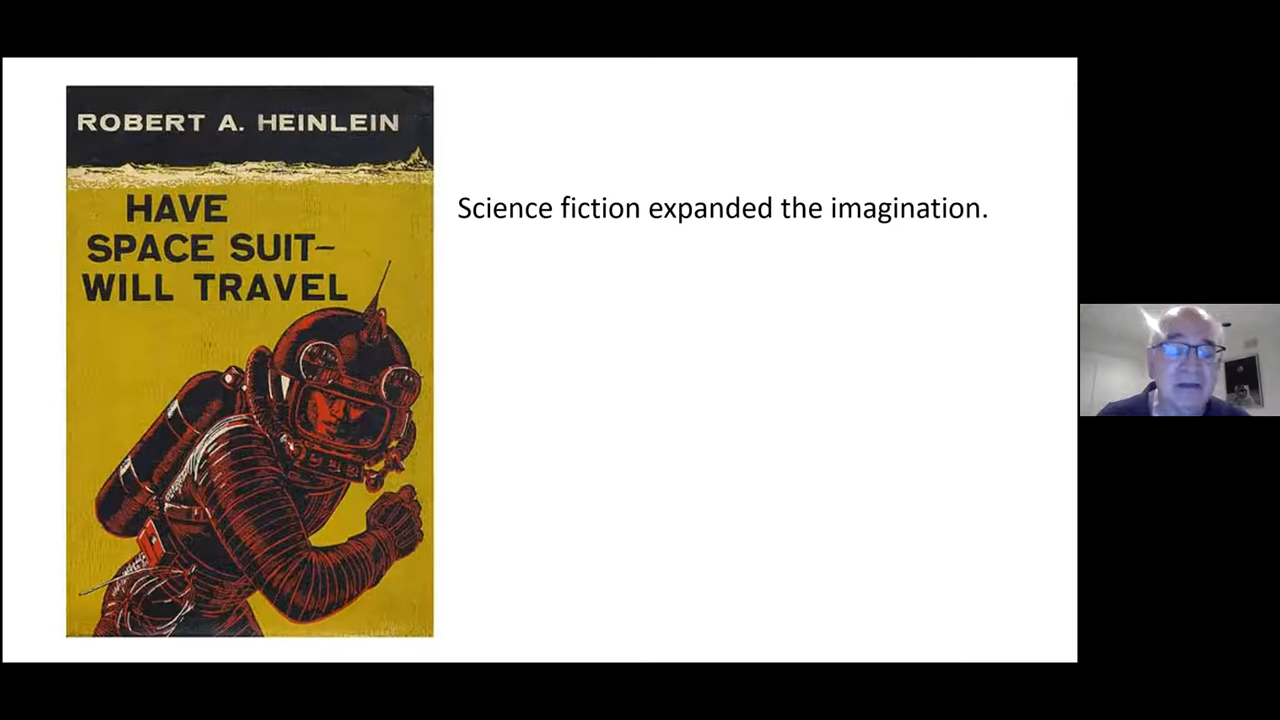 ROBERT A. HEINLEIN
HAVE
SPACE SUIT—
WILL TRAVEL
Science fiction expanded the imagination.